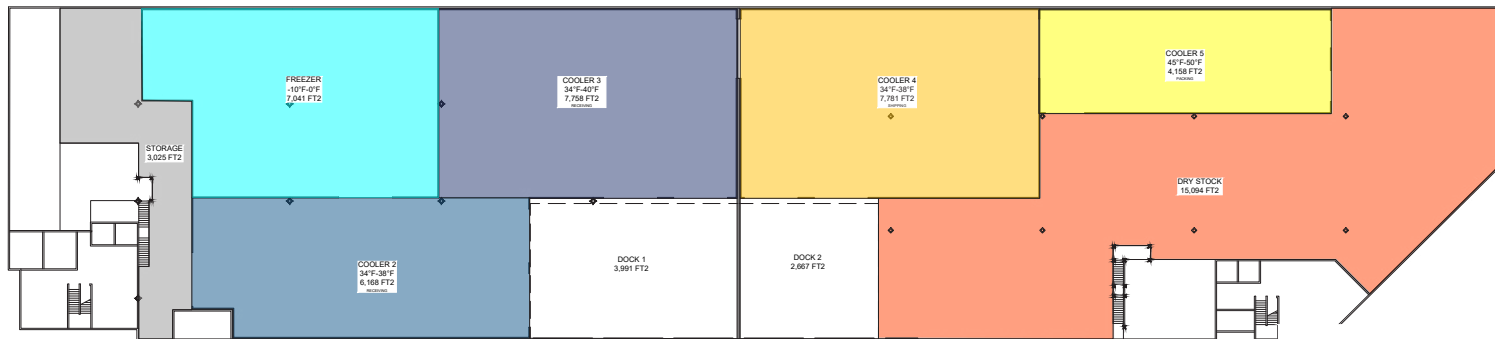 FREEZER
-10°F-0°F
7,041 FT2
COOLER 3
34°F-40°F
7,758 FT2
RECEIVING
COOLER 4
34°F-38°F
7,781 FT2
SHIPPING
COOLER 5
45°F-50°F
4,158 FT2
PACKING
STORAGE
3,025 FT2
DRY STOCK
15,094 FT2
COOLER 2
34°F-38°F
6,168 FT2
RECEIVING
DOCK 1
3,991 FT2
DOCK 2
2,667 FT2